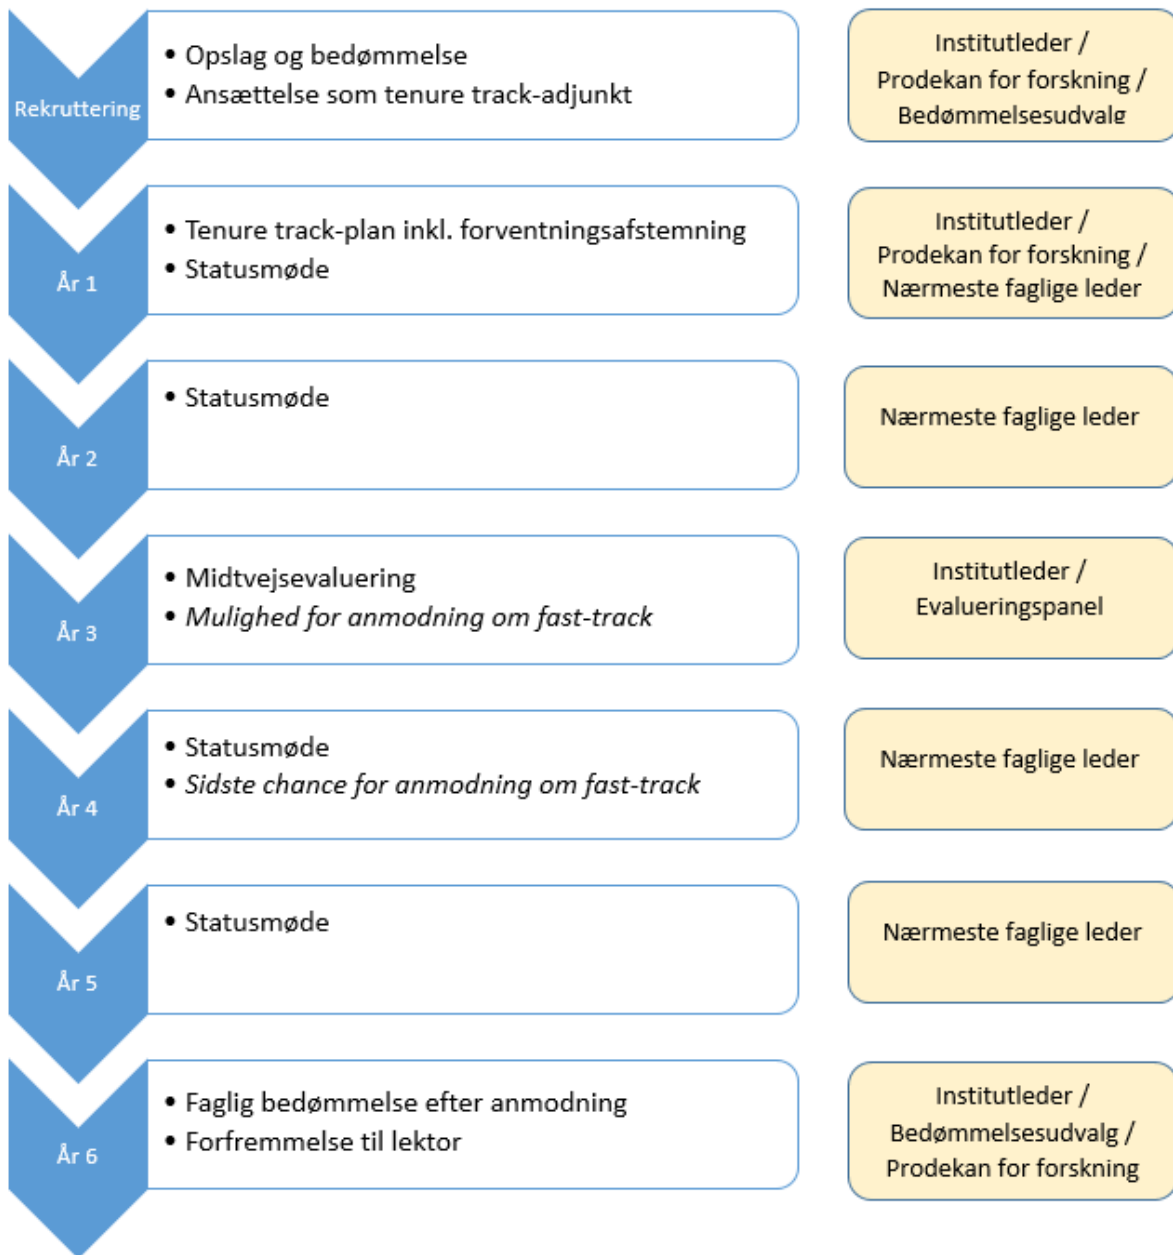 Rekruttering
• Opslag og bedømmelse
• Ansættelse som tenure track-adjunkt
Institutleder /
Prodekan for forskning /
Bedømmelsesudvalg
År 1
• Tenure track-plan inkl. forventningsafstemning
• Statusmøde
Institutleder /
Prodekan for forskning /
Nærmeste faglige leder
År 2
• Statusmøde
Nærmeste faglige leder
År 3
• Midtvejsevaluering
• Mulighed for anmodning om fast-track
Institutleder /
Evalueringspanel
År 4
• Statusmøde
• Sidste chance for anmodning om fast-track
Nærmeste faglige leder
År 5
• Statusmøde
Nærmeste faglige leder
År 6
• Faglig bedømmelse efter anmodning
• Forfremmelse til lektor
Institutleder /
Bedømmelsesudvalg /
Prodekan for forskning